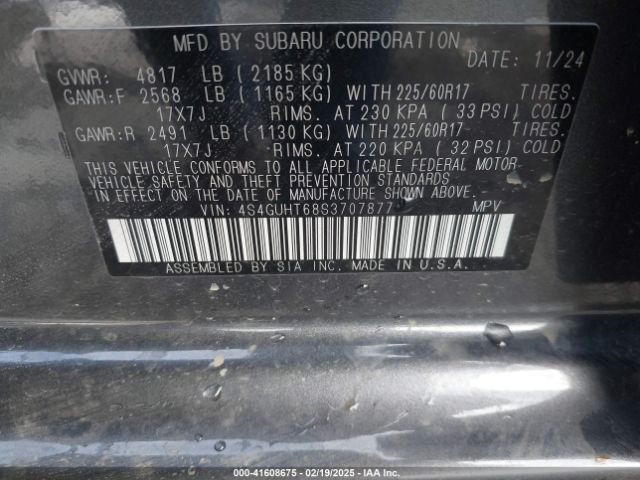 MFD BY SUBARU CORPORATION
DATE: 11/24
GVWR: 4817 LB ( 2185 KG)
GAWR:F 2568 LB ( 1165 KG) WITH 225/60R17 TIRES.
17X7J RIMS. AT 230 KPA ( 33 PSI) COLD
GAWR:R 2491 LB ( 1130 KG) WITH 225/60R17 TIRES.
17X7J RIMS. AT 220 KPA ( 32 PSI) COLD
THIS VEHICLE CONFORMS TO ALL APPLICABLE FEDERAL MOTOR
VEHICLE SAFETY AND THEFT PREVENTION STANDARDS
IN EFFECT ON THE DATE OF MANUFACTURE SHOWN ABOVE.
VIN: 4S4GUHT68S3707877 MPV
ASSEMBLED BY SIA INC. MADE IN U.S.A.
000-41608675 - 02/19/2025 - IAA Inc.